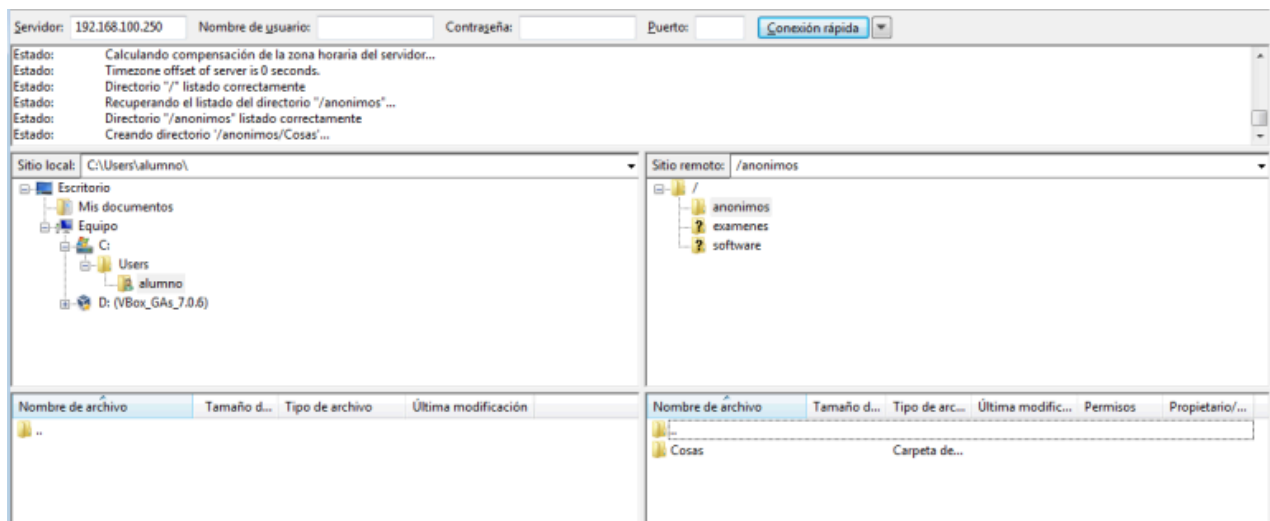 Servidor: 192.168.100.250 Nombre de usuario: Contraseña: Puerto: Conexión rápida
Estado: Calculando compensación de la zona horaria del servidor...
Estado: Timezone offset of server is 0 seconds.
Estado: Directorio "/" listado correctamente
Estado: Recuperando el listado del directorio "/anonimos"...
Estado: Directorio "/anonimos" listado correctamente
Estado: Creando directorio '/anonimos/Cosas'...
Sitio local: C:\Users\alumno\
Escritorio
Mis documentos
Equipo
C:
Users
alumno
D: (VBox_GAs_7.0.6)
Sitio remoto: /anonimos
/
anonimos
? examenes
? software
Nombre de archivo Tamaño d... Tipo de archivo Última modificación
..
Nombre de archivo Tamaño d... Tipo de arc... Última modific... Permisos Propietario/...
..
Cosas Carpeta de...